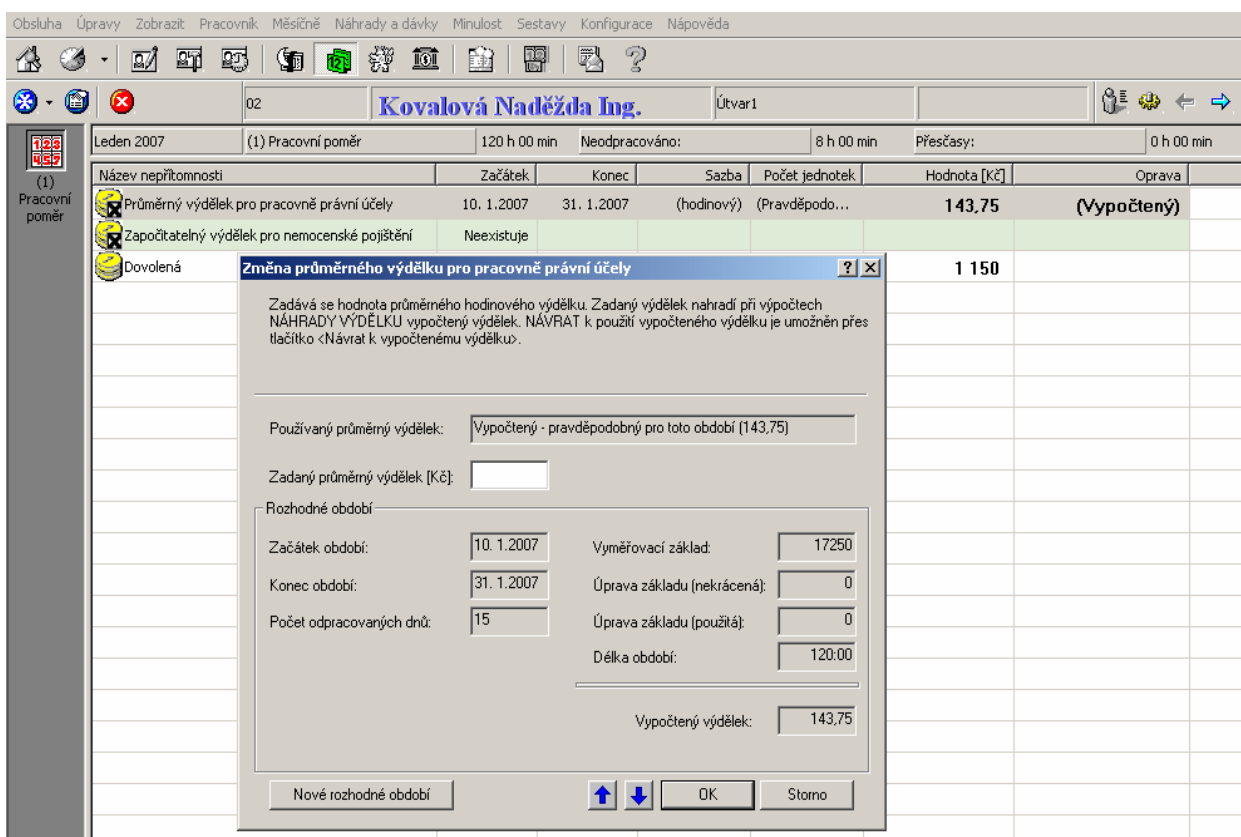 Obsluha Úpravy Zobrazit Pracovník Měsíčně Náhrady a dávky Minulost Sestavy Konfigurace Nápověda
02 Kovalová Naděžda Ing. Útvar1
Leden 2007 (1) Pracovní poměr 120 h 00 min Neodpracováno: 8 h 00 min Přesčasy: 0 h 00 min
(1)
Pracovní
poměr
Název nepřítomnosti Začátek Konec Sazba Počet jednotek Hodnota [Kč] Oprava
Průměrný výdělek pro pracovně právní účely 10. 1.2007 31. 1.2007 (hodinový) (Pravděpodo... 143,75 (Vypočtený)
Započitatelný výdělek pro nemocenské pojištění Neexistuje
Dovolená 1 150
Změna průměrného výdělku pro pracovně právní účely
Zadává se hodnota průměrného hodinového výdělku. Zadaný výdělek nahradí při výpočtech
NÁHRADY VÝDĚLKU vypočtený výdělek. NÁVRAT k použití vypočteného výdělku je umožněn přes
tlačítko <Návrat k vypočtenému výdělku>.
Používaný průměrný výdělek: Vypočtený - pravděpodobný pro toto období (143,75)
Zadaný průměrný výdělek [Kč]:
Rozhodné období
Začátek období: 10. 1.2007 Vyměřovací základ: 17250
Konec období: 31. 1.2007 Úprava základu (nekrácená): 0
Počet odpracovaných dnů: 15 Úprava základu (použitá): 0
Délka období: 120:00
Vypočtený výdělek: 143,75
Nové rozhodné období OK Storno